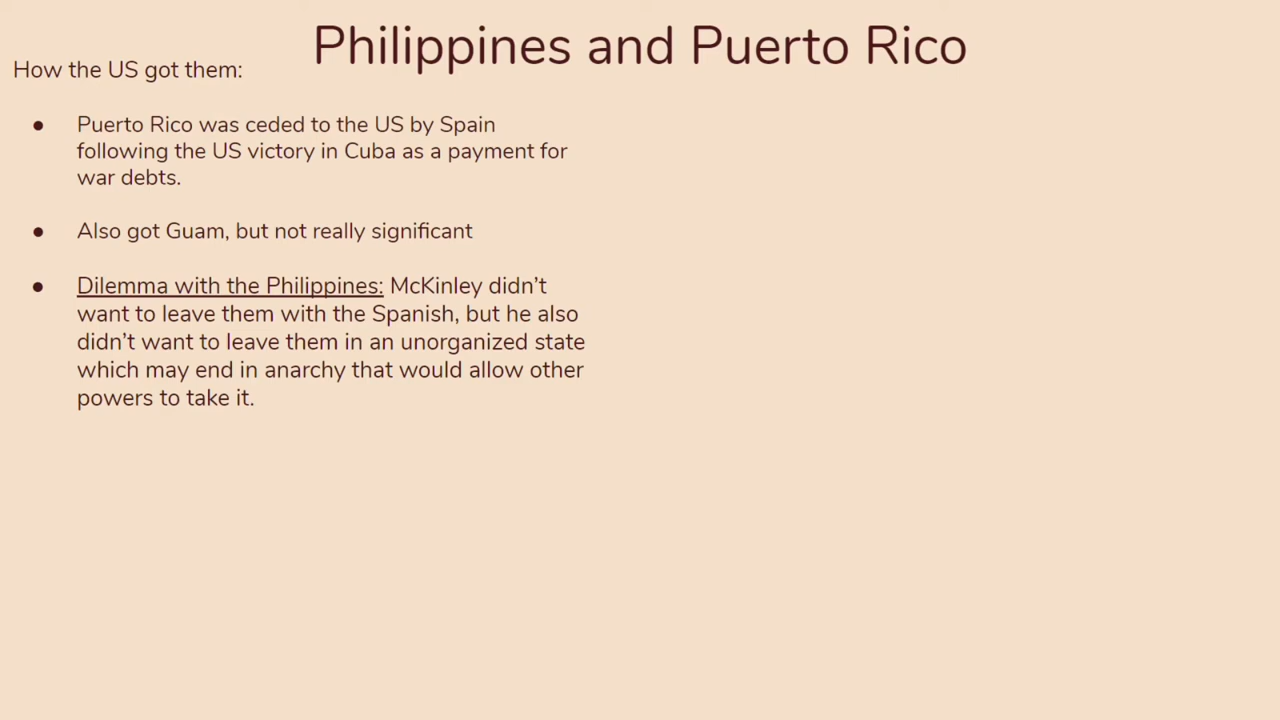 Philippines and Puerto Rico
How the US got them:
● Puerto Rico was ceded to the US by Spain
following the US victory in Cuba as a payment for
war debts.
● Also got Guam, but not really significant
● Dilemma with the Philippines: McKinley didn’t
want to leave them with the Spanish, but he also
didn’t want to leave them in an unorganized state
which may end in anarchy that would allow other
powers to take it.